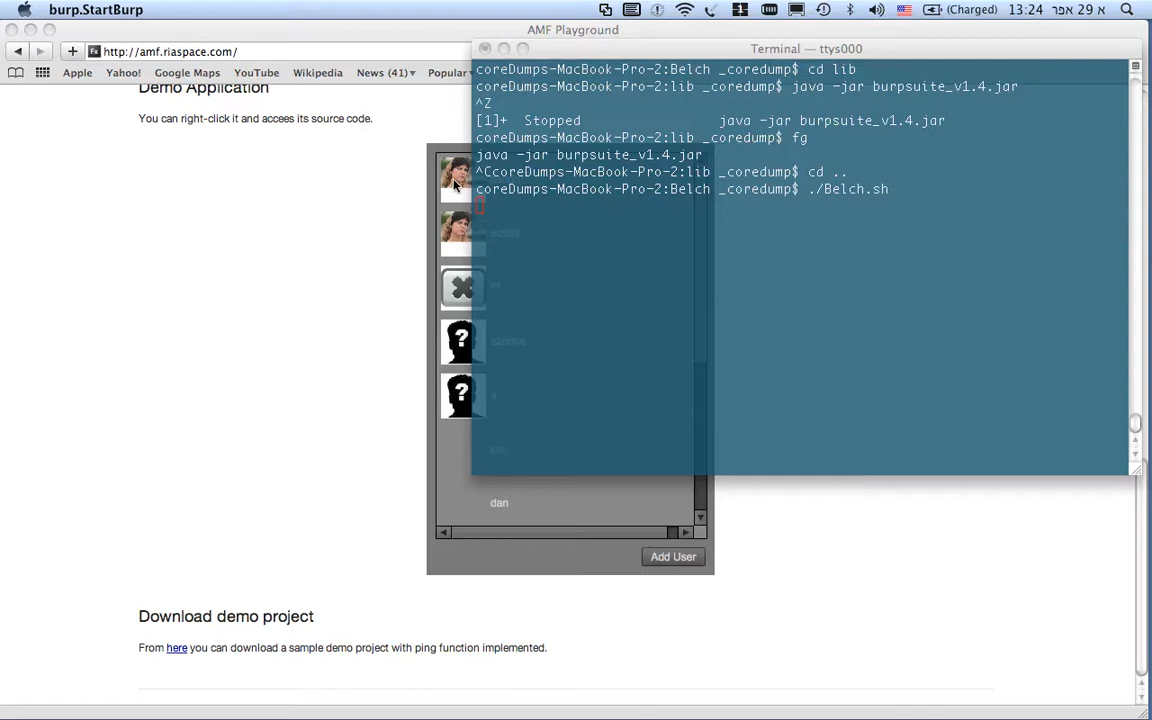 burp.StartBurp
(Charged) 13:24 א 29 אפר
AMF Playground
http://amf.riaspace.com/
Apple Yahoo! Google Maps YouTube Wikipedia News (41) Popular
Terminal — ttys000
coreDumps-MacBook-Pro-2:Belch _coredump$ cd lib
coreDumps-MacBook-Pro-2:lib _coredump$ java -jar burpsuite_v1.4.jar
^Z
[1]+ Stopped java -jar burpsuite_v1.4.jar
coreDumps-MacBook-Pro-2:lib _coredump$ fg
java -jar burpsuite_v1.4.jar
^CcoreDumps-MacBook-Pro-2:lib _coredump$ cd ..
coreDumps-MacBook-Pro-2:Belch _coredump$ ./Belch.sh
Demo Application
You can right-click it and accees its source code.
dan
Add User
Download demo project
From here you can download a sample demo project with ping function implemented.